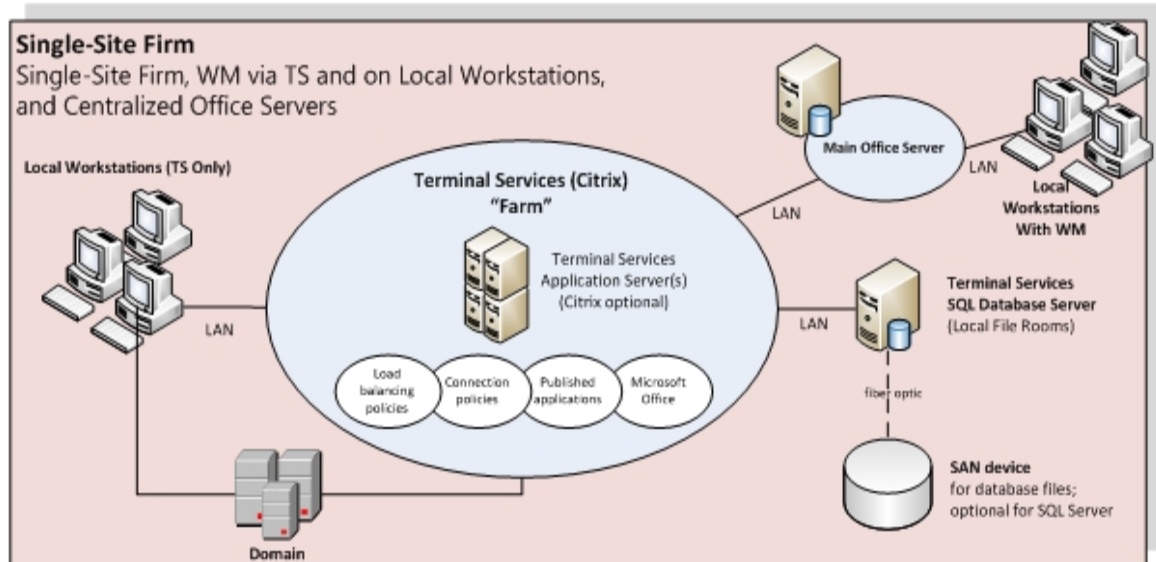 Single-Site Firm
Single-Site Firm, WM via TS and on Local Workstations,
and Centralized Office Servers
Local Workstations (TS Only)
LAN
Terminal Services (Citrix)
"Farm"
Terminal Services
Application Server(s)
(Citrix optional)
Load
balancing
policies
Connection
policies
Published
applications
Microsoft
Office
Domain
Main Office Server
LAN
LAN
Local
Workstations
With WM
LAN
Terminal Services
SQL Database Server
(Local File Rooms)
fiber optic
SAN device
for database files;
optional for SQL Server